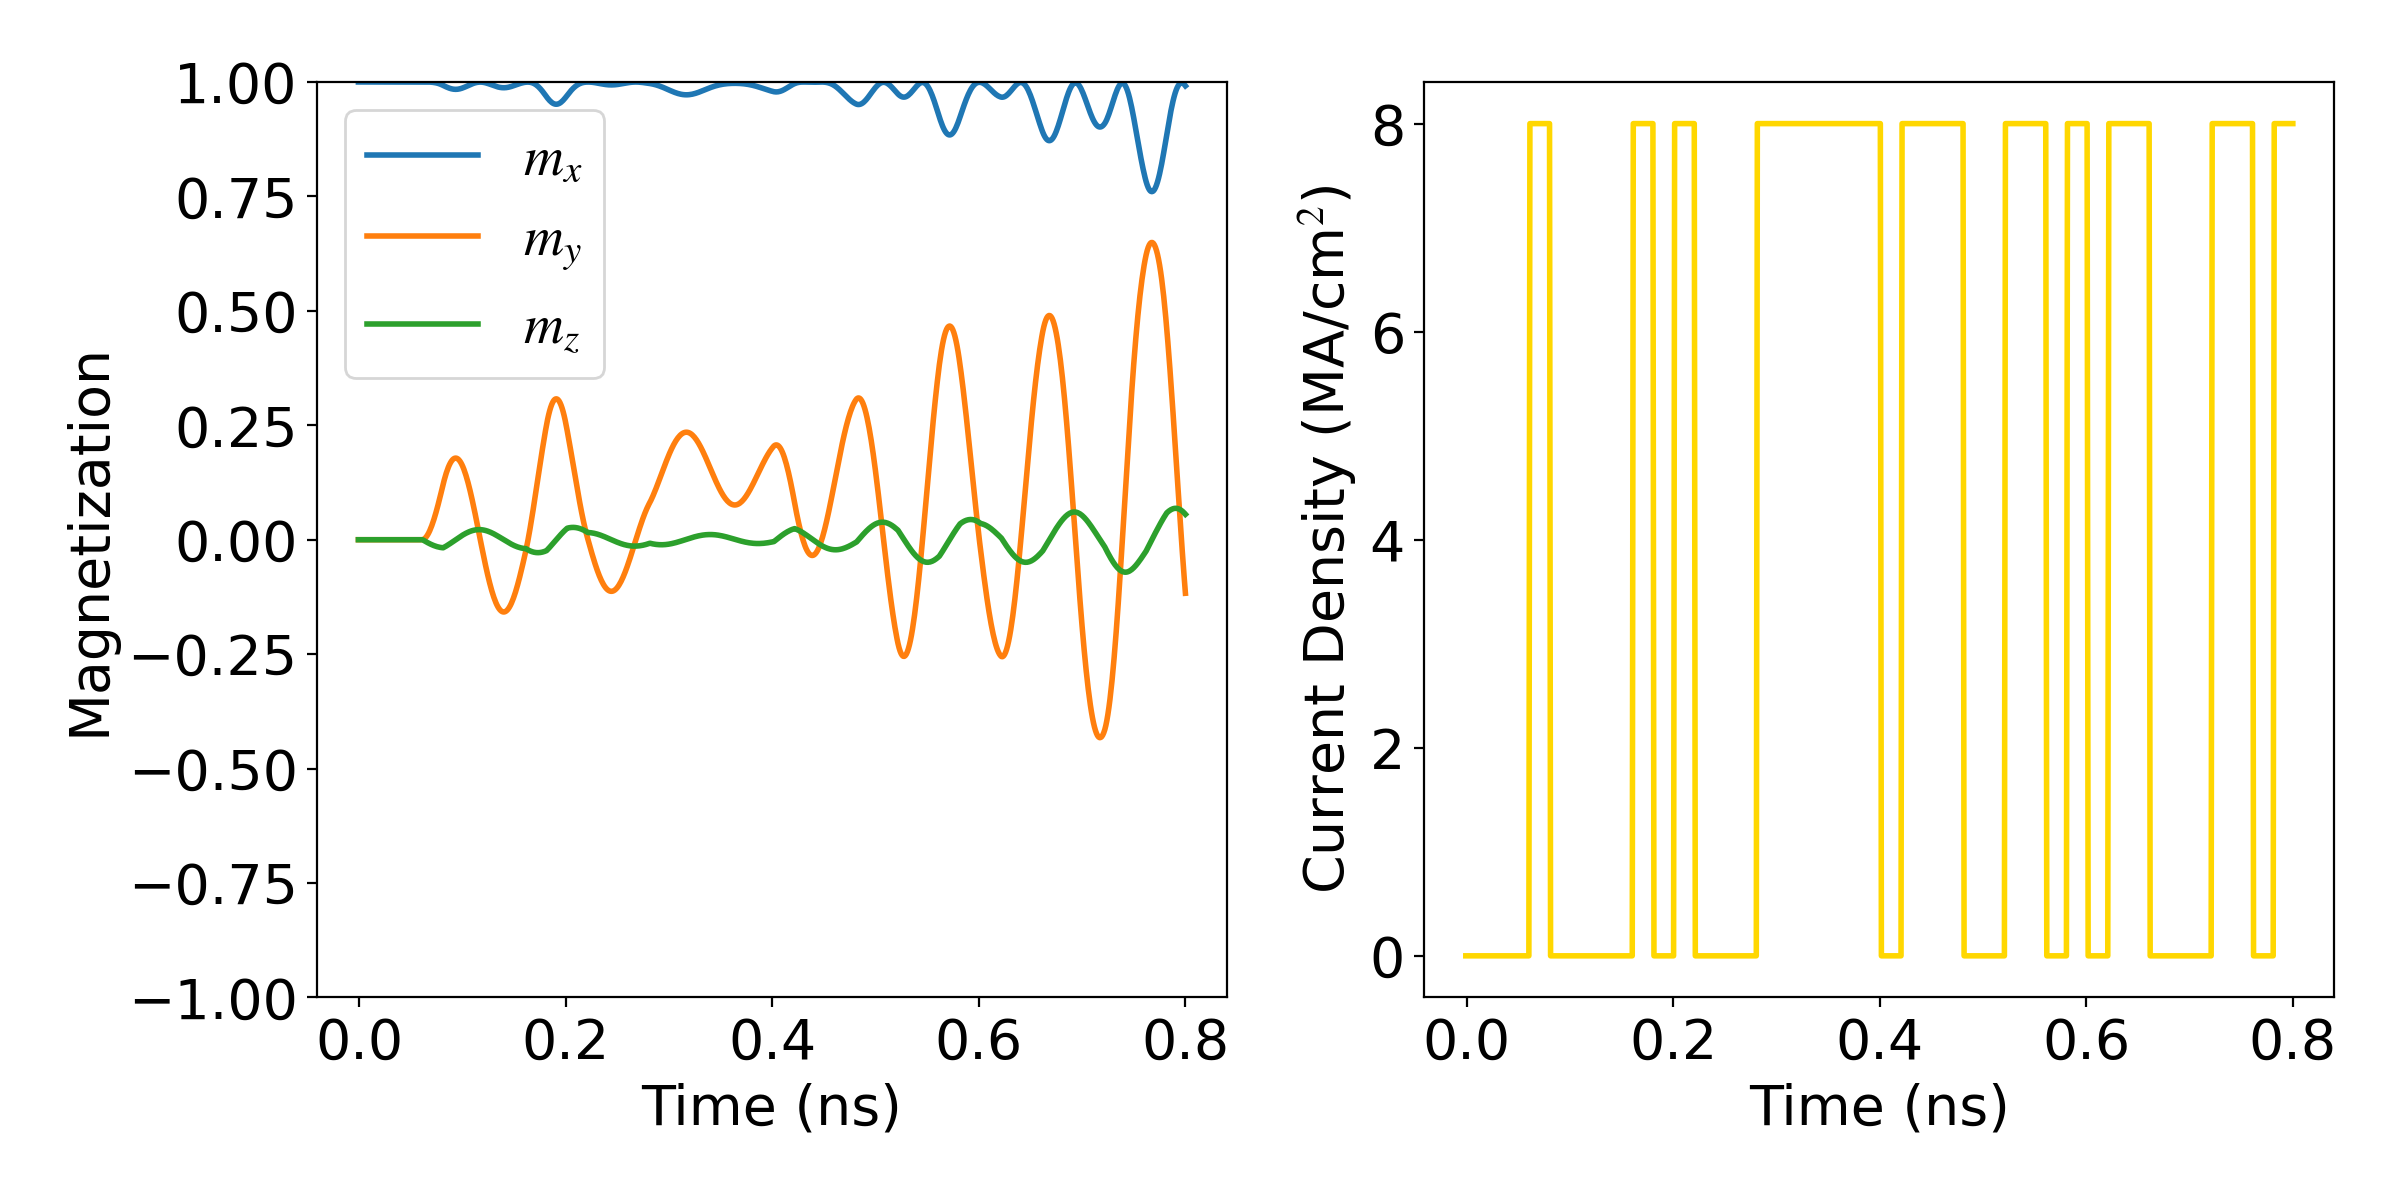 Magnetization
1.00
0.75
0.50
0.25
0.00
−0.25
−0.50
−0.75
−1.00
m_x
m_y
m_z
0.0 0.2 0.4 0.6 0.8
Time (ns)
Current Density (MA/cm²)
8
6
4
2
0
0.0 0.2 0.4 0.6 0.8
Time (ns)